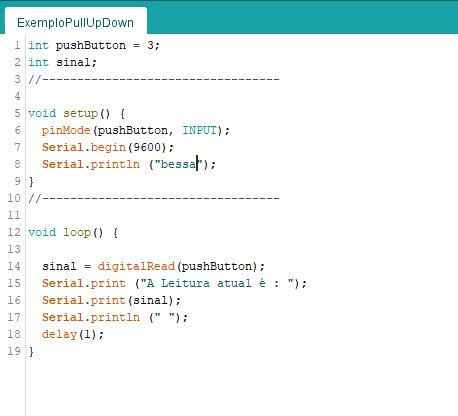 ExemploPullUpDown
1 int pushButton = 3;
2 int sinal;
3 //----------------------------------
4
5 void setup() {
6   pinMode(pushButton, INPUT);
7   Serial.begin(9600);
8   Serial.println ("bessa");
9 }
10 //----------------------------------
11
12 void loop() {
13
14   sinal = digitalRead(pushButton);
15   Serial.print ("A Leitura atual é : ");
16   Serial.print(sinal);
17   Serial.println (" ");
18   delay(1);
19 }